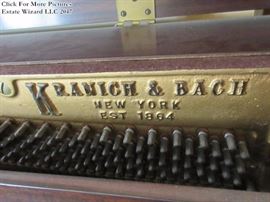 Click For More Pictures
Estate Wizard LLC 2017
KRANICH & BACH
NEW YORK
EST 1864